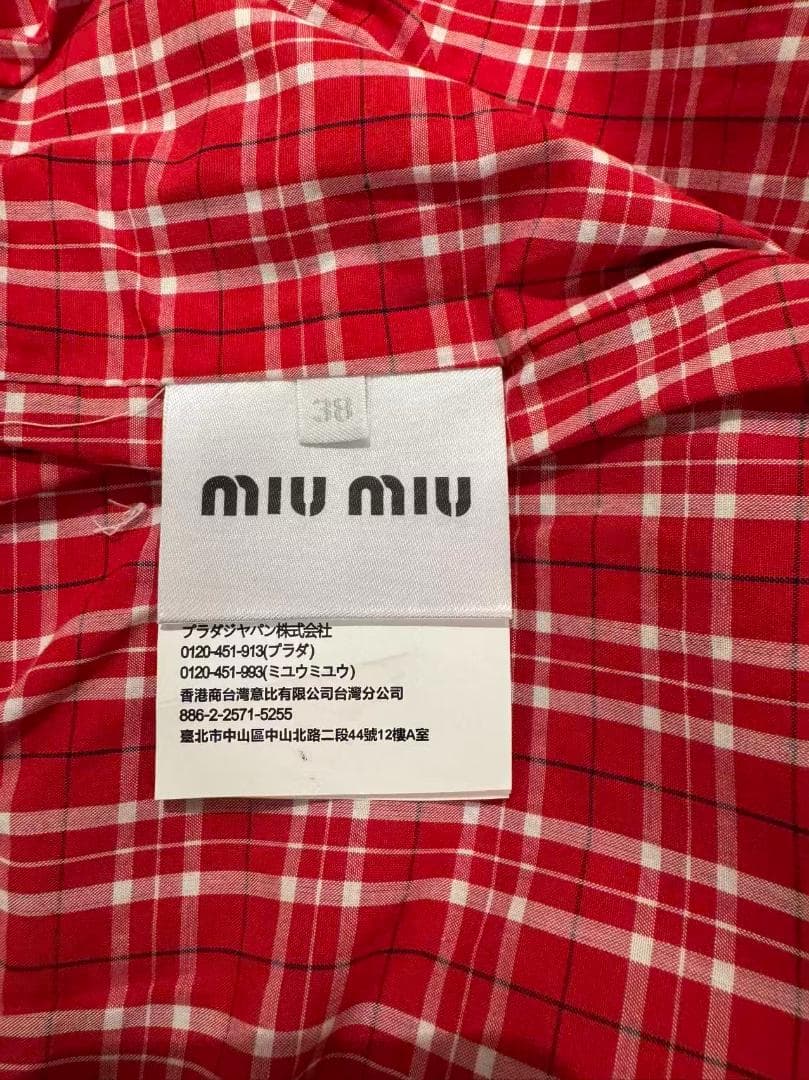 38
MIU MIU
プラダジャパン株式会社
0120-451-913(プラダ)
0120-451-993(ミユウミユウ)
香港商台灣意比有限公司台灣分公司
886-2-2571-5255
臺北市中山區中山北路二段44號12樓A室